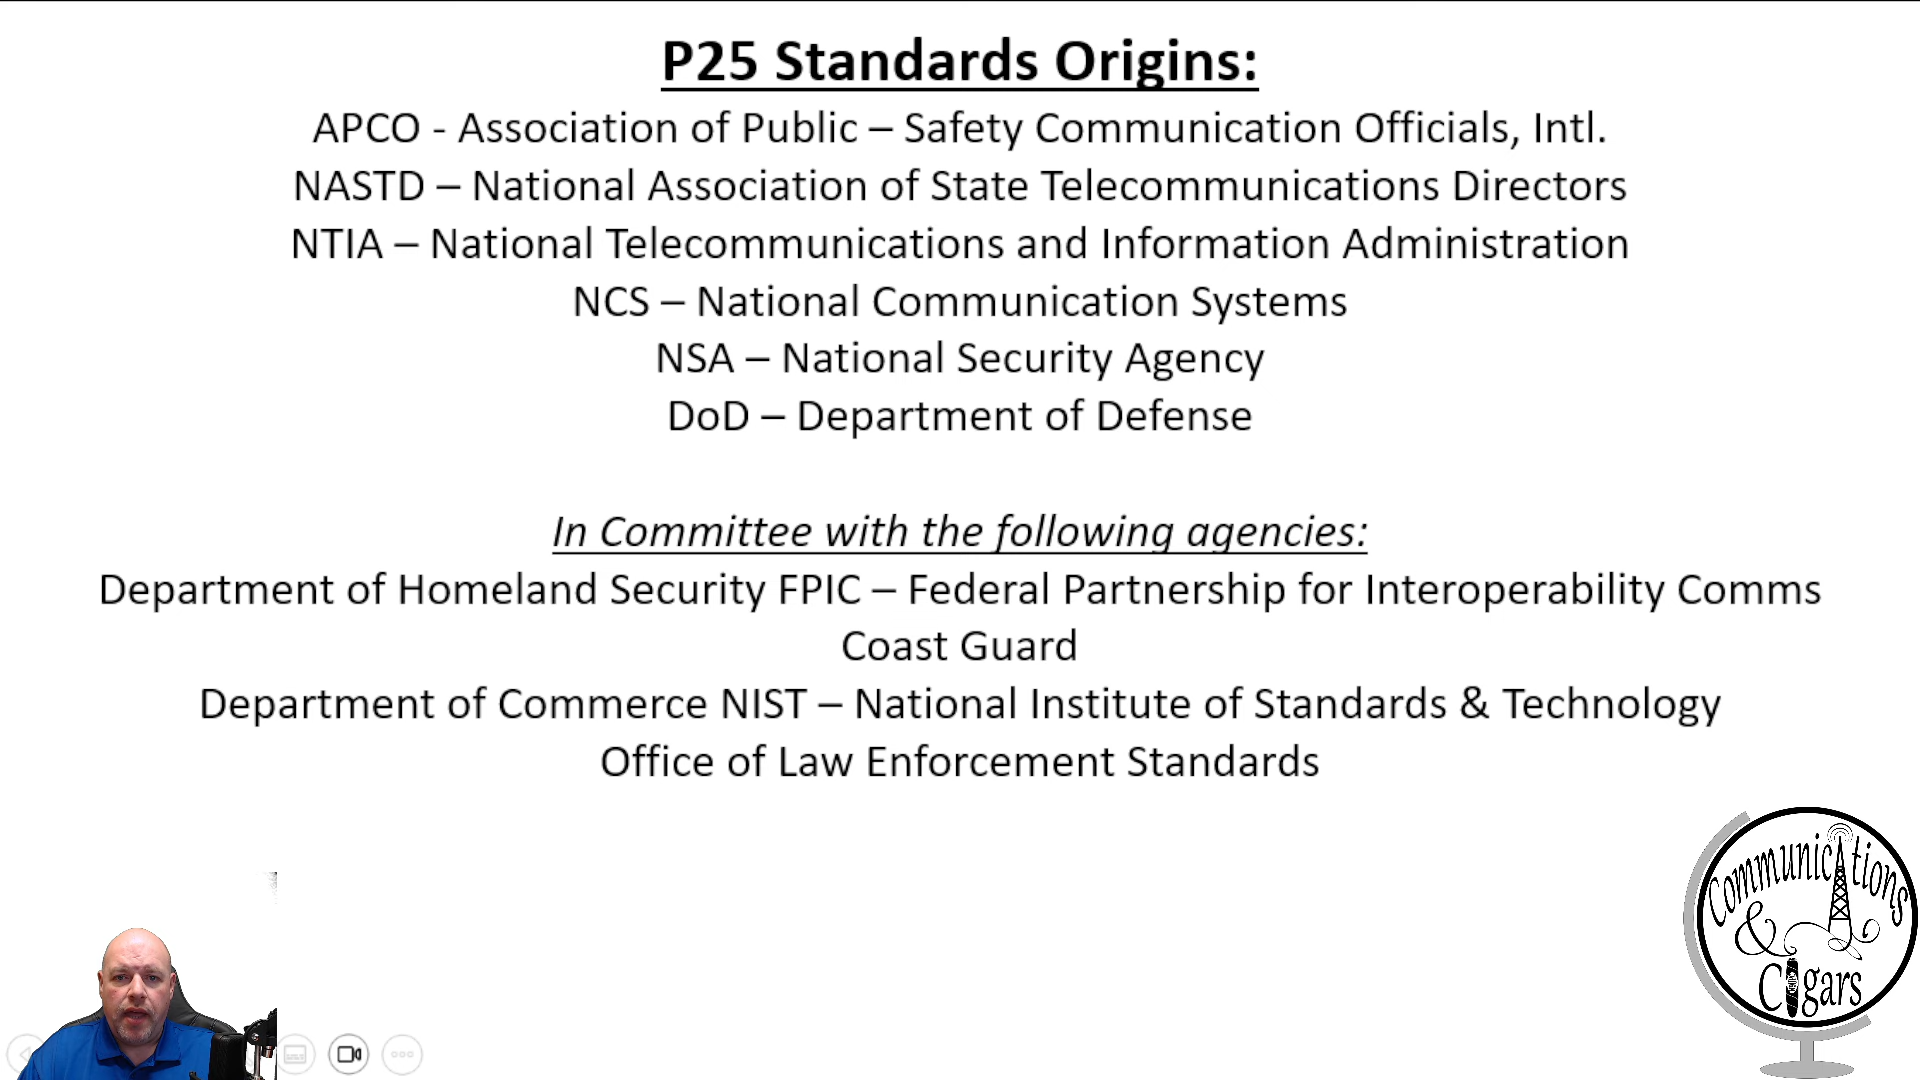 P25 Standards Origins:
APCO - Association of Public – Safety Communication Officials, Intl.
NASTD – National Association of State Telecommunications Directors
NTIA – National Telecommunications and Information Administration
NCS – National Communication Systems
NSA – National Security Agency
DoD – Department of Defense
In Committee with the following agencies:
Department of Homeland Security FPIC – Federal Partnership for Interoperability Comms
Coast Guard
Department of Commerce NIST – National Institute of Standards & Technology
Office of Law Enforcement Standards
Communications
&
Cigars